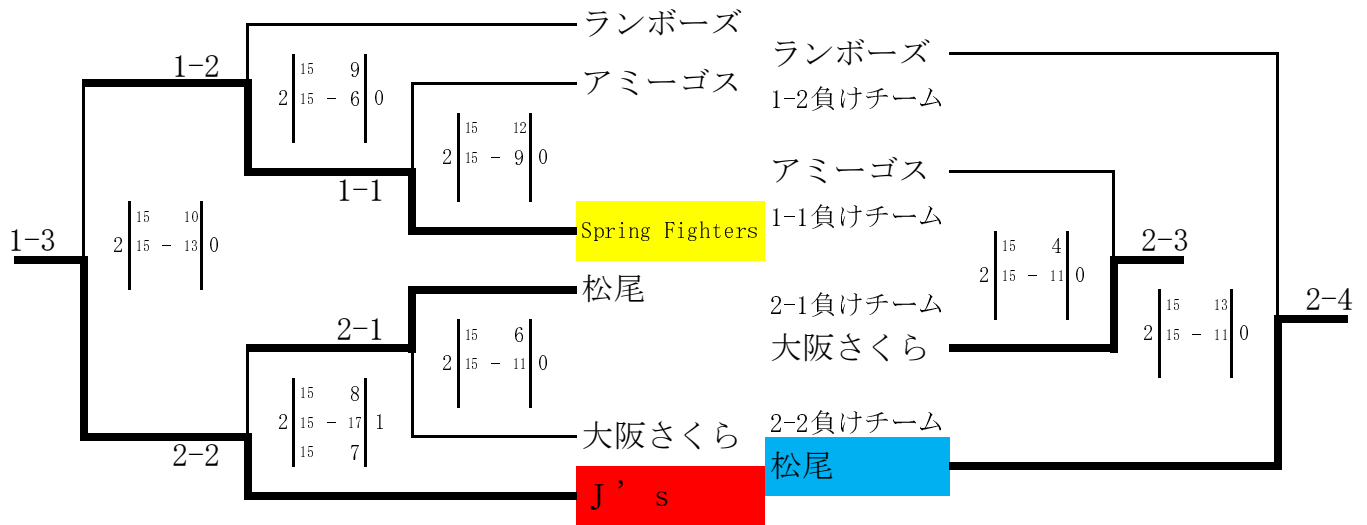 ランボーズ
1-2
15 9
2 15 - 6 0
アミーゴス
15 12
2 15 - 9 0
1-1
Spring Fighters
15 10
2 15 - 13 0
1-3
松尾
2-1
15 6
2 15 - 11 0
15 8
2 15 - 17 1
15 7
大阪さくら
2-2
J’s
ランボーズ
1-2負けチーム
アミーゴス
1-1負けチーム
15 4
2 15 - 11 0
2-3
2-1負けチーム
大阪さくら
15 13
2 15 - 11 0
2-4
2-2負けチーム
松尾